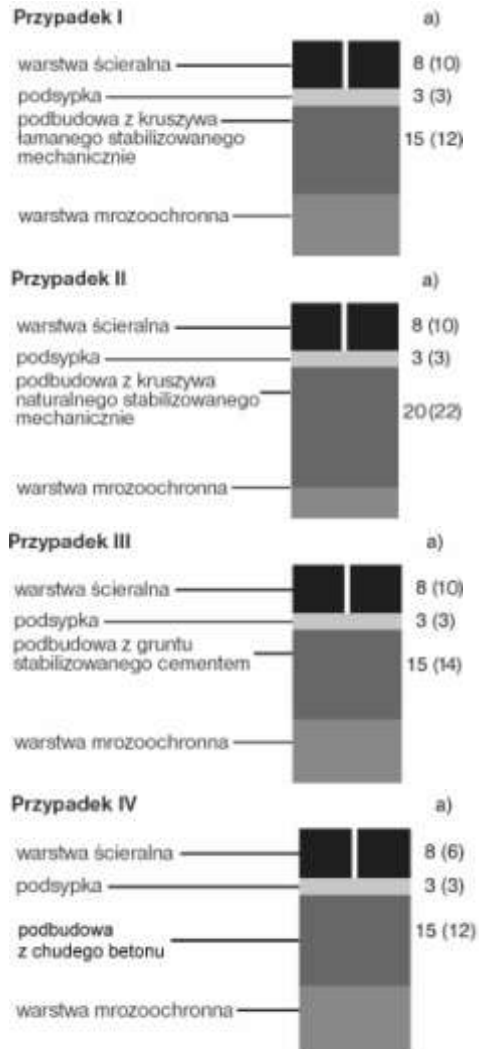 Przypadek I a)
warstwa ścieralna 8 (10)
podsypka 3 (3)
podbudowa z kruszywa
łamanego stabilizowanego 15 (12)
mechanicznie
warstwa mrozoochronna
Przypadek II a)
warstwa ścieralna 8 (10)
podsypka 3 (3)
podbudowa z kruszywa
naturalnego stabilizowanego 20 (22)
mechanicznie
warstwa mrozoochronna
Przypadek III a)
warstwa ścieralna 8 (10)
podsypka 3 (3)
podbudowa z gruntu
stabilizowanego cementem 15 (14)
warstwa mrozoochronna
Przypadek IV a)
warstwa ścieralna 8 (6)
podsypka 3 (3)
podbudowa 15 (12)
z chudego betonu
warstwa mrozoochronna